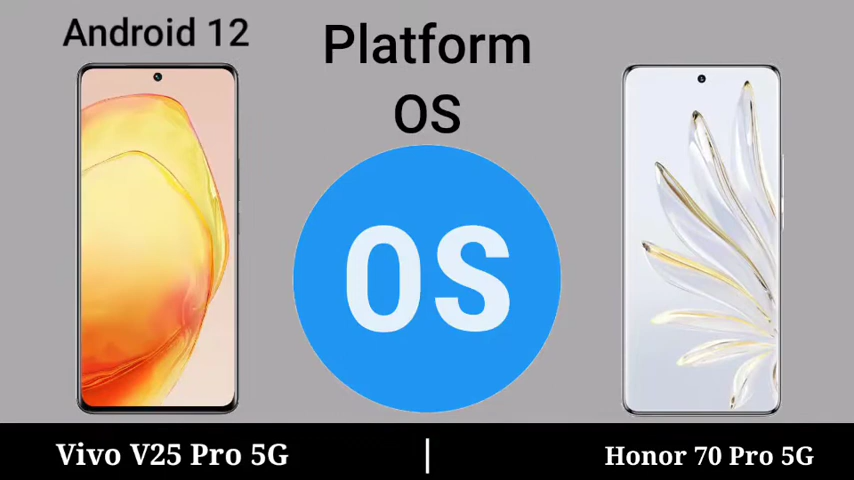 Android 12
Platform
OS
OS
Vivo V25 Pro 5G
|
Honor 70 Pro 5G